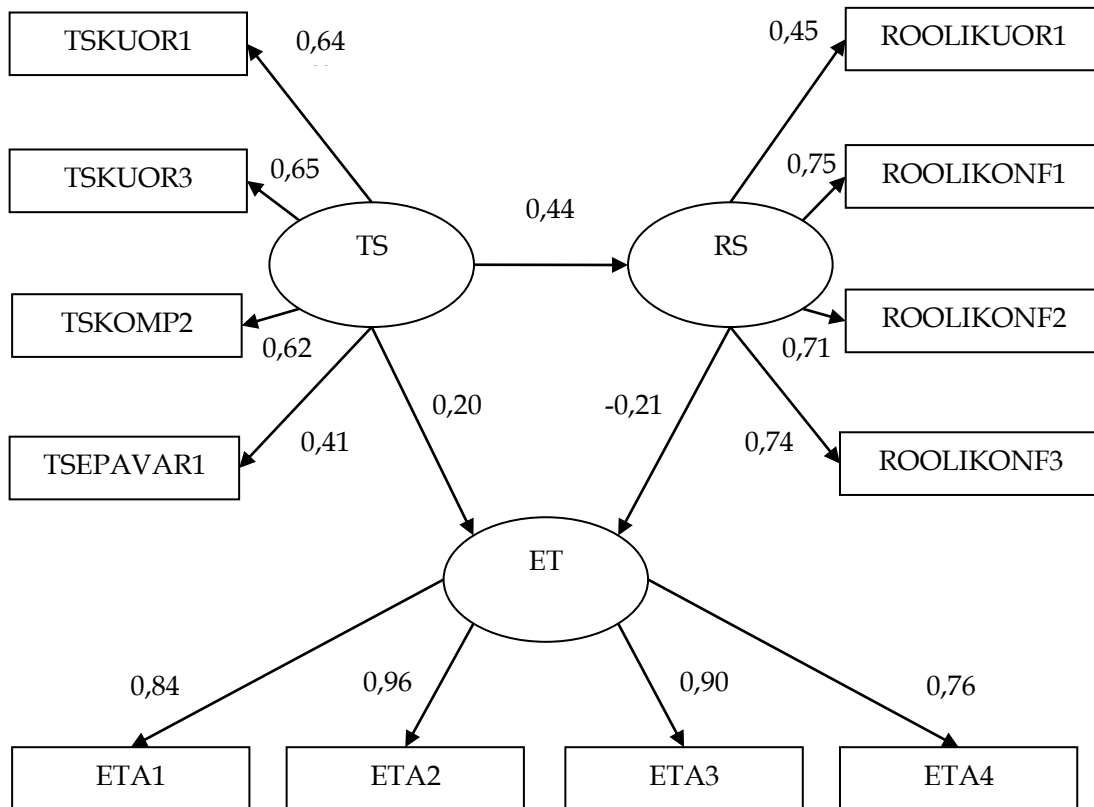 TSKUOR1
0,64
0,45
ROOLIKUOR1
TSKUOR3
0,65
0,75
ROOLIKONF1
TS
0,44
RS
TSKOMP2
0,62
0,71
ROOLIKONF2
TSEPAVAR1
0,41
0,20
-0,21
0,74
ROOLIKONF3
ET
0,84
0,96
0,90
0,76
ETA1
ETA2
ETA3
ETA4